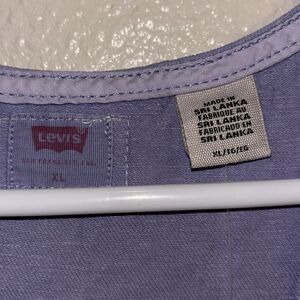 Levi's
SAN FRANCISCO, CAL.
XL
MADE IN
SRI LANKA
FABRIQUE AU
SRI LANKA
FABRICADO EN
SRI LANKA
XL/TG/EG